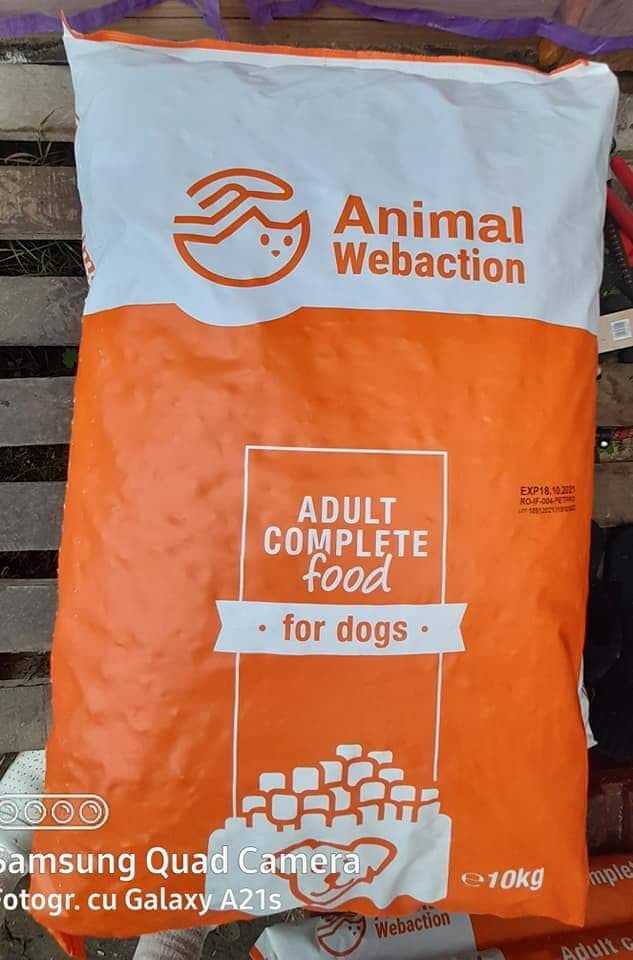 Animal
Webaction
EXP18.10.2021
ADULT
COMPLETE
food
• for dogs •
℮10kg
Samsung Quad Camera
Fotogr. cu Galaxy A21s
Webaction
Adult